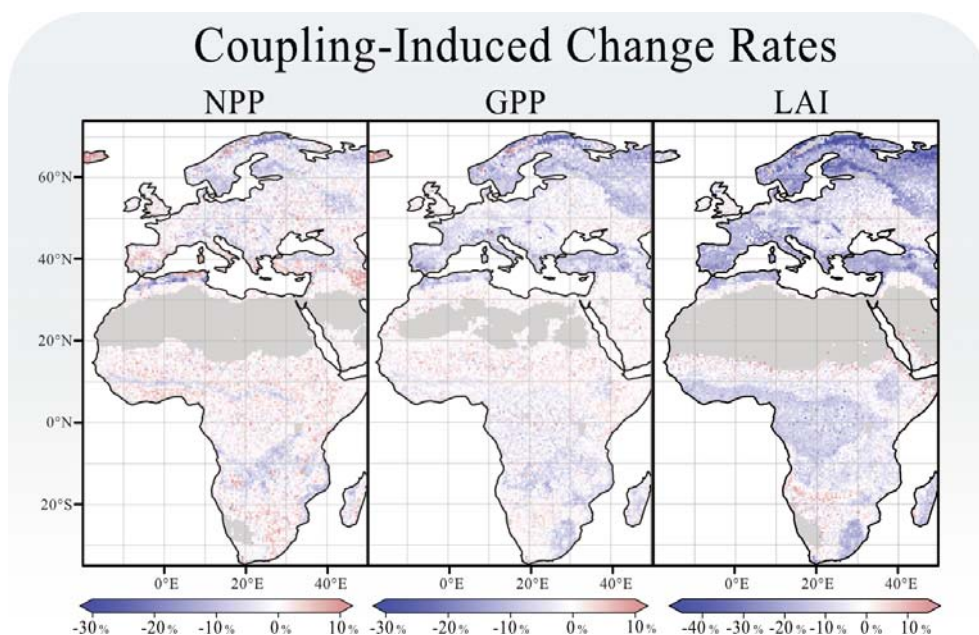 Coupling-Induced Change Rates
NPP GPP LAI
60°N
40°N
20°N
0°N
20°S
0°E 20°E 40°E 0°E 20°E 40°E 0°E 20°E 40°E
-30% -20% -10% 0% 10% -30% -20% -10% 0% 10% -40% -30% -20% -10% 0% 10%